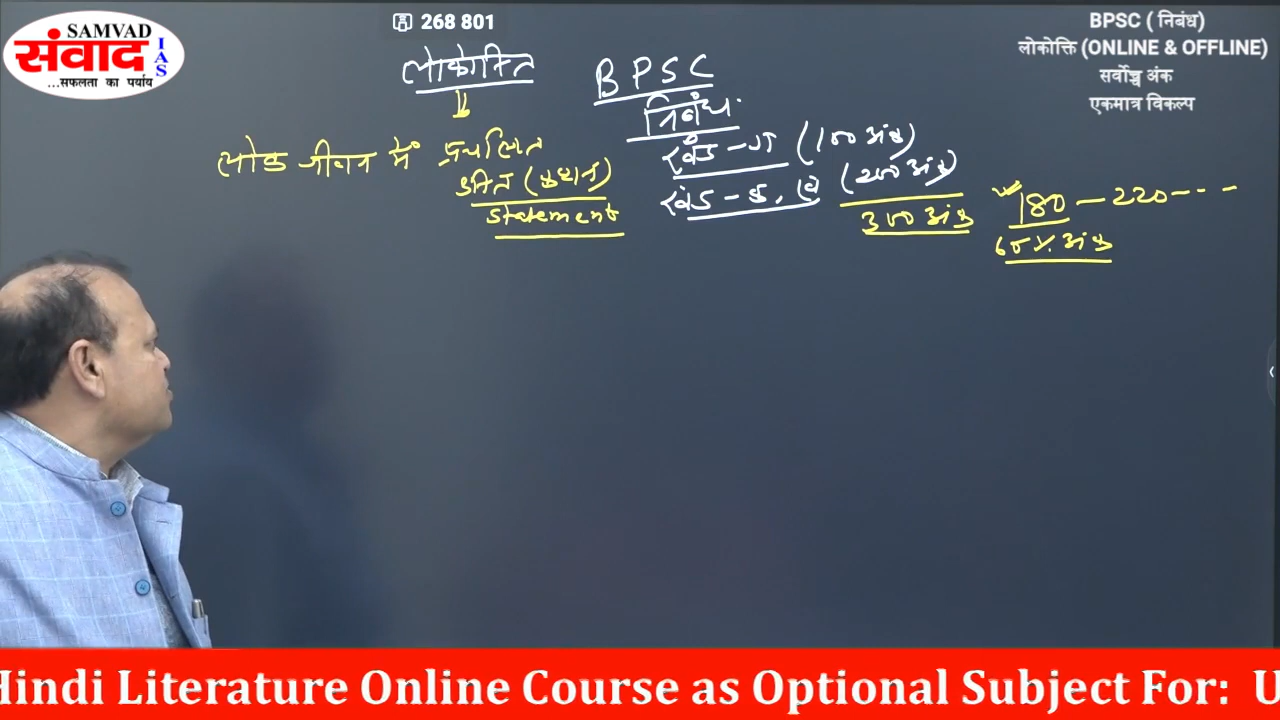 SAMVAD
संवाद
IAS
...सफलता का पर्याय
268 801
BPSC ( निबंध)
लोकोक्ति (ONLINE & OFFLINE)
सर्वोच्च अंक
एकमात्र विकल्प
लोकोक्ति
लोक जीवन में प्रचलित
उक्ति (कथन)
statement
BPSC
निबंध
खंड - ग (100 अंक)
खंड - क, ख (200 अंक)
300 अंक
180 - 220 - - -
60% अंक
Hindi Literature Online Course as Optional Subject For: U